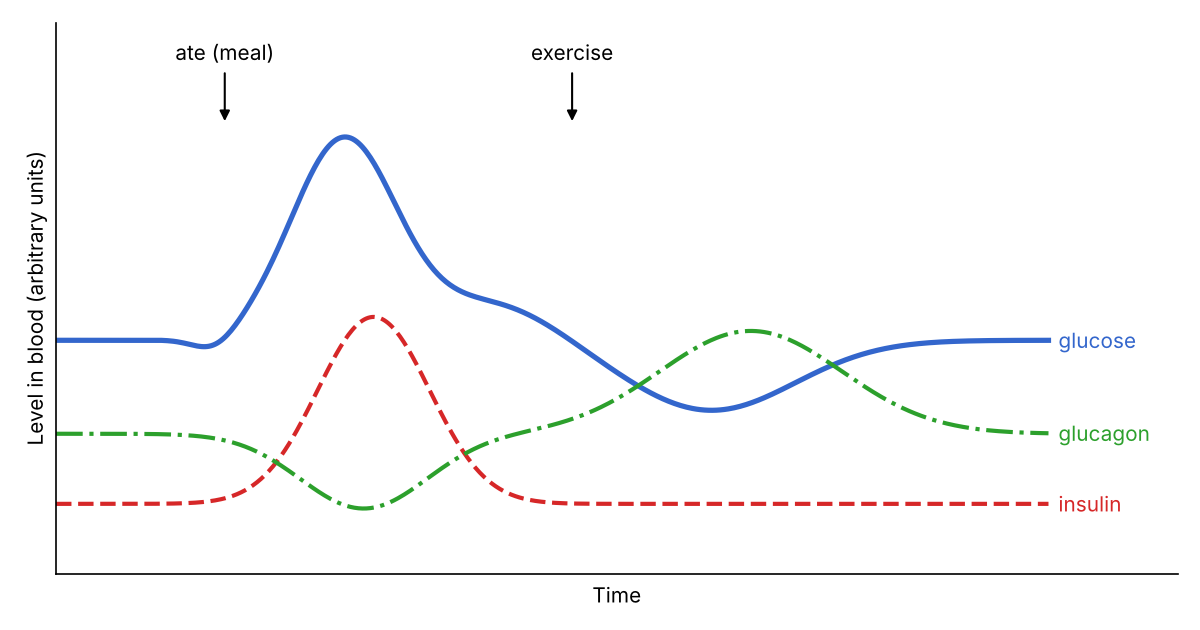 ate (meal)
exercise
Level in blood (arbitrary units)
glucose
glucagon
insulin
Time